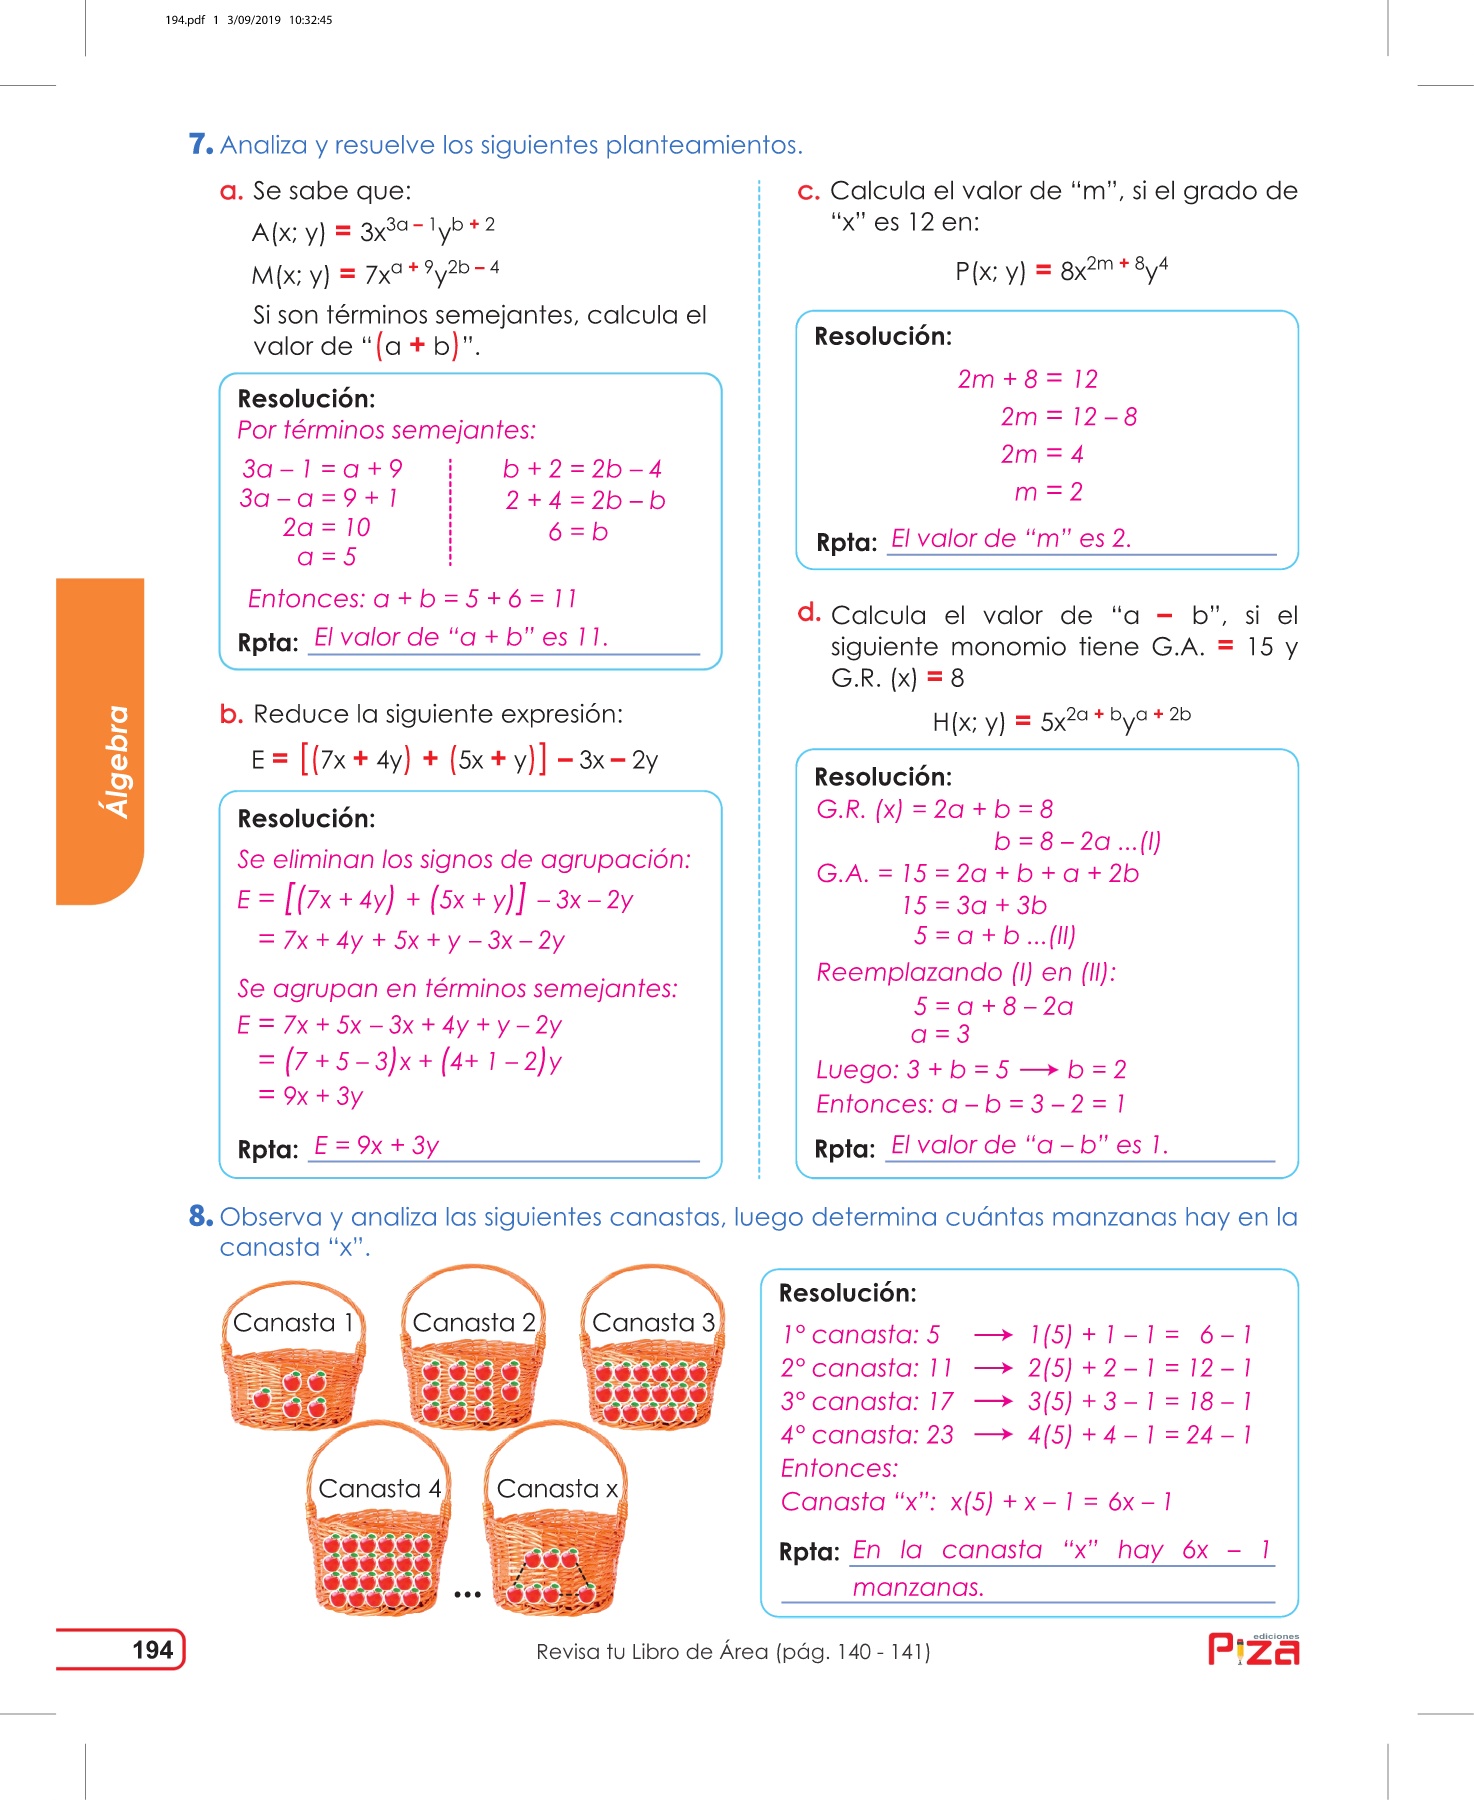 194.pdf 1 3/09/2019 10:32:45
7. Analiza y resuelve los siguientes planteamientos.
a. Se sabe que:
A(x; y) = 3x^{3a – 1}y^{b + 2}
M(x; y) = 7x^{a + 9}y^{2b – 4}
Si son términos semejantes, calcula el
valor de “(a + b)”.
Resolución:
Por términos semejantes:
3a – 1 = a + 9
3a – a = 9 + 1
2a = 10
a = 5
b + 2 = 2b – 4
2 + 4 = 2b – b
6 = b
Entonces: a + b = 5 + 6 = 11
Rpta: El valor de “a + b” es 11.
b. Reduce la siguiente expresión:
E = [(7x + 4y) + (5x + y)] – 3x – 2y
Resolución:
Se eliminan los signos de agrupación:
E = [(7x + 4y) + (5x + y)] – 3x – 2y
= 7x + 4y + 5x + y – 3x – 2y
Se agrupan en términos semejantes:
E = 7x + 5x – 3x + 4y + y – 2y
= (7 + 5 – 3)x + (4+ 1 – 2)y
= 9x + 3y
Rpta: E = 9x + 3y
c. Calcula el valor de “m”, si el grado de
“x” es 12 en:
P(x; y) = 8x^{2m + 8}y^{4}
Resolución:
2m + 8 = 12
2m = 12 – 8
2m = 4
m = 2
Rpta: El valor de “m” es 2.
d. Calcula el valor de “a – b”, si el
siguiente monomio tiene G.A. = 15 y
G.R. (x) = 8
H(x; y) = 5x^{2a + b}y^{a + 2b}
Resolución:
G.R. (x) = 2a + b = 8
b = 8 – 2a ...(I)
G.A. = 15 = 2a + b + a + 2b
15 = 3a + 3b
5 = a + b ...(II)
Reemplazando (I) en (II):
5 = a + 8 – 2a
a = 3
Luego: 3 + b = 5 → b = 2
Entonces: a – b = 3 – 2 = 1
Rpta: El valor de “a – b” es 1.
Álgebra
8. Observa y analiza las siguientes canastas, luego determina cuántas manzanas hay en la
canasta “x”.
Canasta 1
Canasta 2
Canasta 3
Canasta 4
...
Canasta x
Resolución:
1° canasta: 5 → 1(5) + 1 – 1 = 6 – 1
2° canasta: 11 → 2(5) + 2 – 1 = 12 – 1
3° canasta: 17 → 3(5) + 3 – 1 = 18 – 1
4° canasta: 23 → 4(5) + 4 – 1 = 24 – 1
Entonces:
Canasta “x”: x(5) + x – 1 = 6x – 1
Rpta: En la canasta “x” hay 6x – 1
manzanas.
194
Revisa tu Libro de Área (pág. 140 - 141)
ediciones
Piza